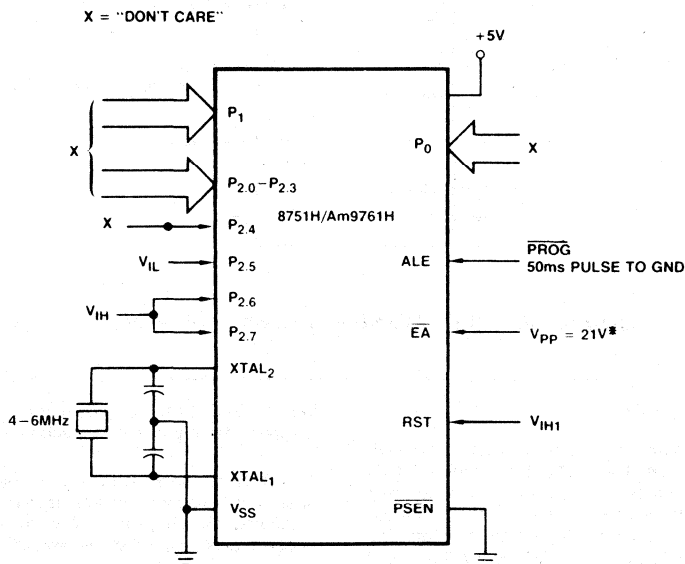 X = "DON'T CARE"
+5V
P1
P0
X
X
P2.0–P2.3
8751H/Am9761H
X
P2.4
VIL
P2.5
ALE
PROG
50ms PULSE TO GND
VIH
P2.6
P2.7
EA
VPP = 21V*
XTAL2
4–6MHz
RST
VIH1
XTAL1
VSS
PSEN